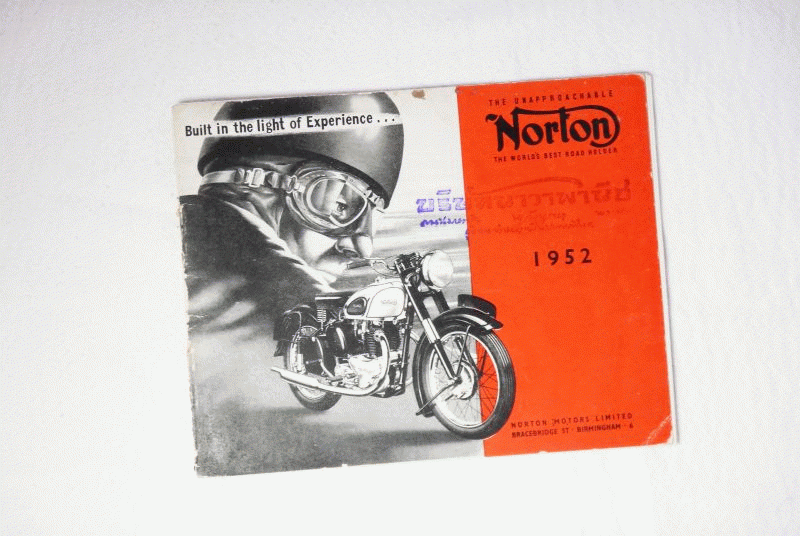 Built in the light of Experience...
THE UNAPPROACHABLE
Norton
THE WORLD'S BEST ROAD HOLDER
1952
NORTON MOTORS LIMITED
BRACEBRIDGE ST · BIRMINGHAM · 6